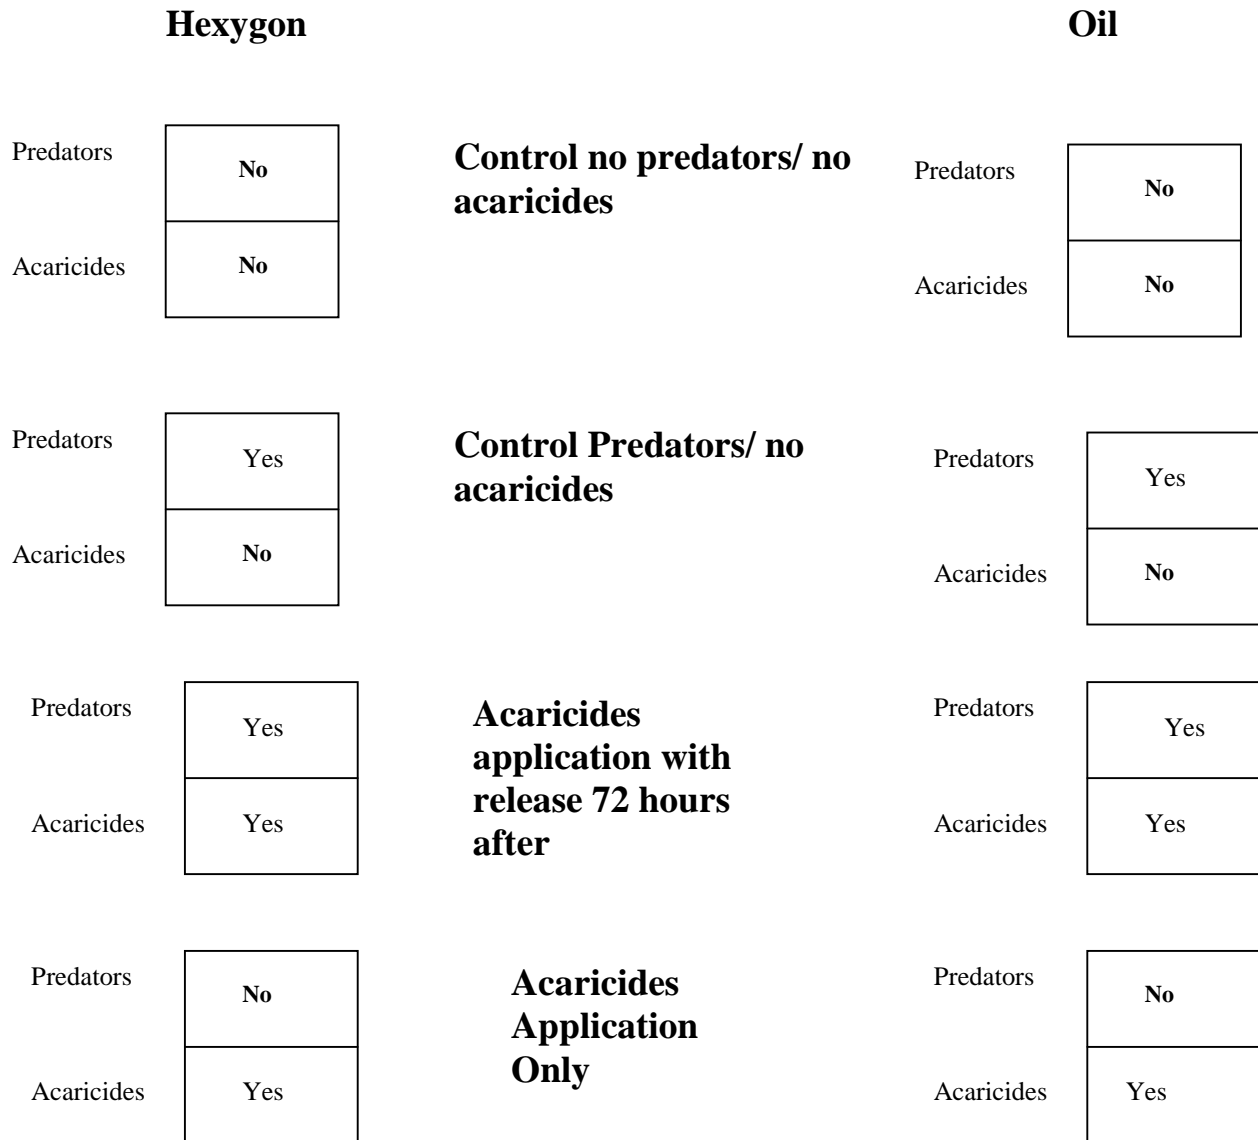 Hexygon
Oil
Predators
No
Acaricides
No
Control no predators/ no
acaricides
Predators
No
Acaricides
No
Predators
Yes
Acaricides
No
Control Predators/ no
acaricides
Predators
Yes
Acaricides
No
Predators
Yes
Acaricides
Yes
Acaricides
application with
release 72 hours
after
Predators
Yes
Acaricides
Yes
Predators
No
Acaricides
Yes
Acaricides
Application
Only
Predators
No
Acaricides
Yes